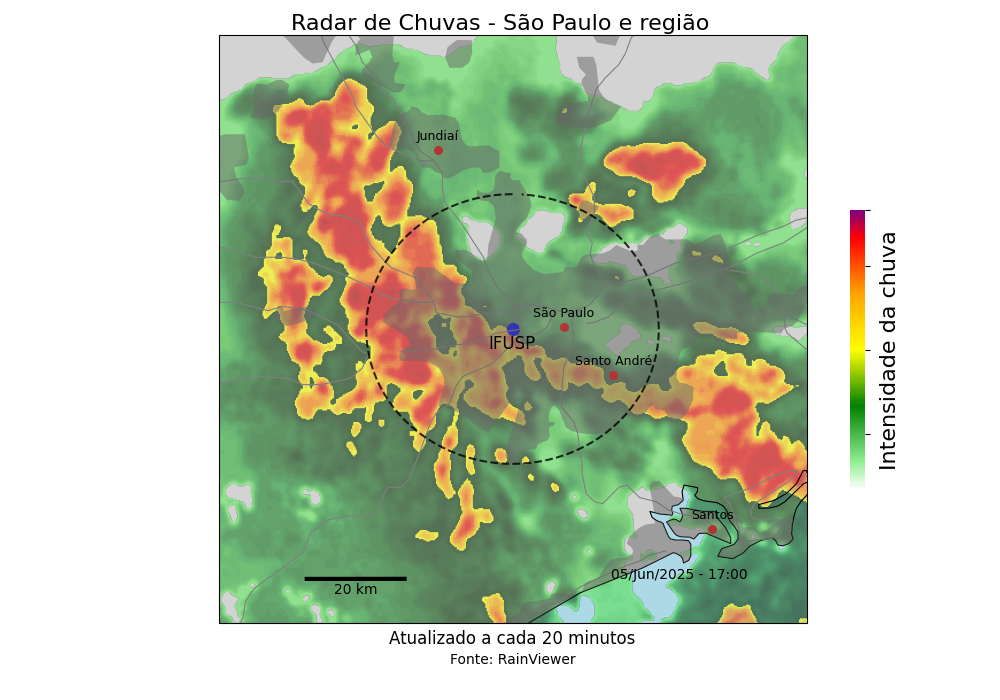 Radar de Chuvas - São Paulo e região
Jundiaí
São Paulo
IFUSP
Santo André
Santos
05/Jun/2025 - 17:00
20 km
Intensidade da chuva
Atualizado a cada 20 minutos
Fonte: RainViewer